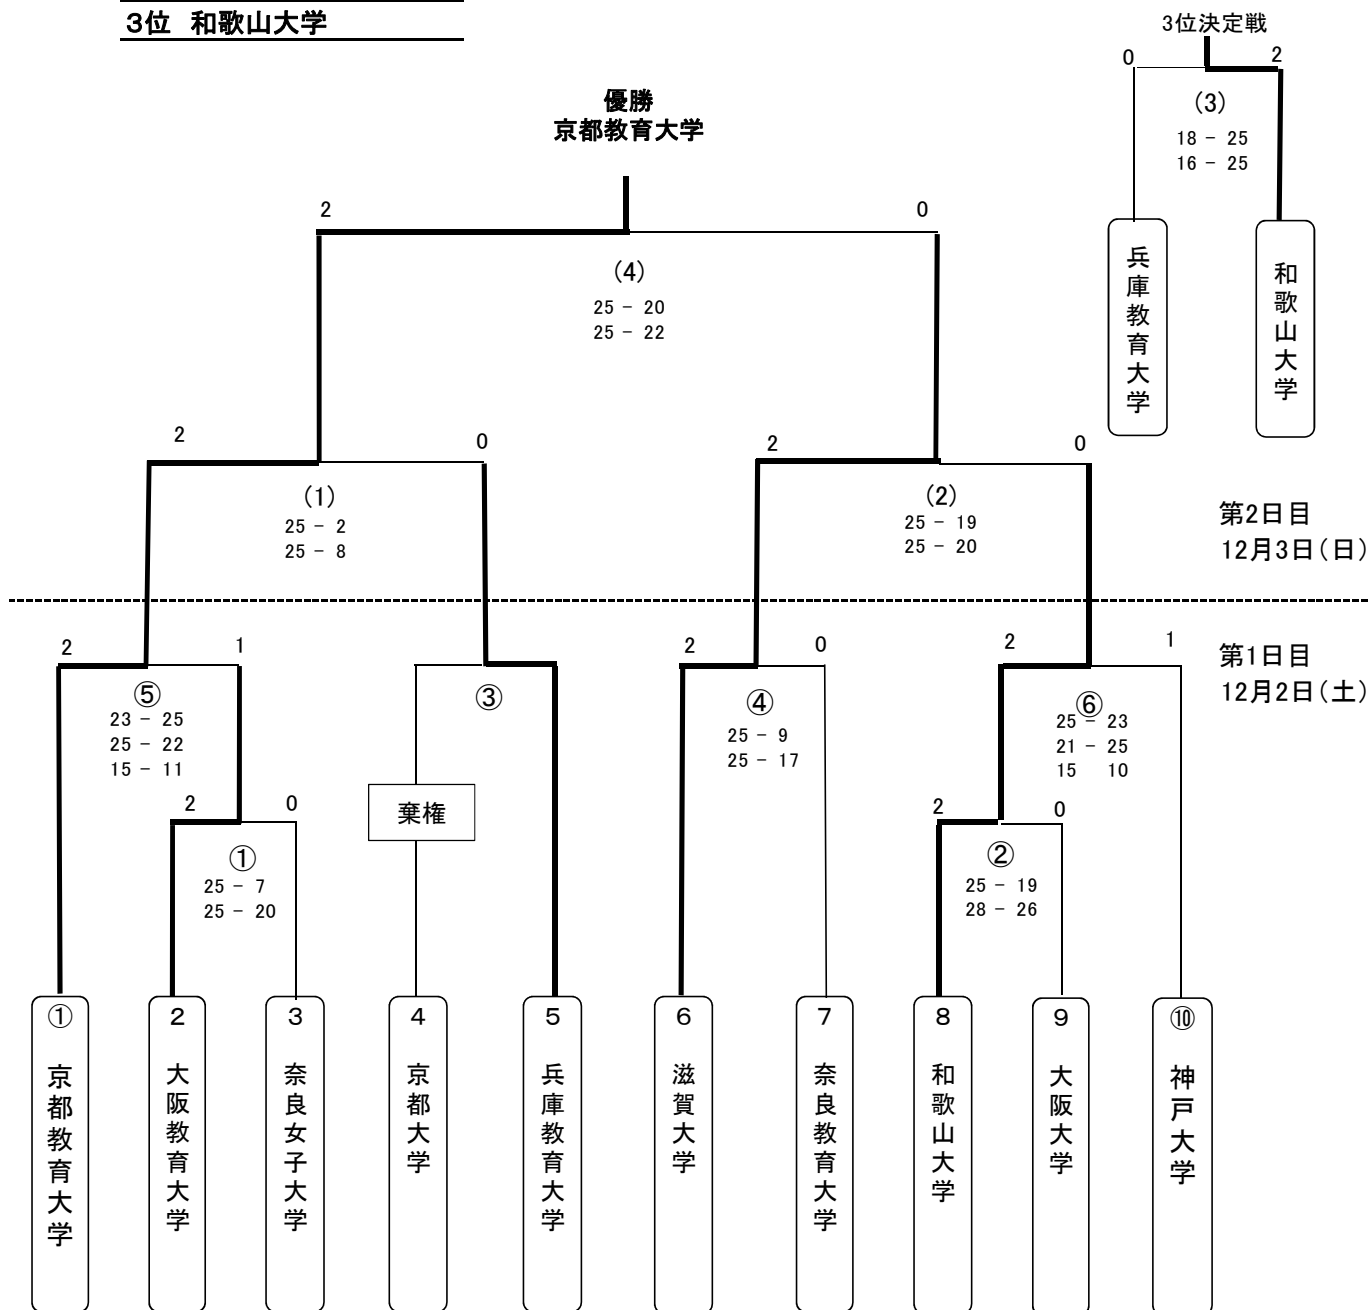 3位 和歌山大学
3位決定戦
0 2
(3)
18 - 25
16 - 25
兵庫教育大学
和歌山大学
優勝
京都教育大学
2 0
(4)
25 - 20
25 - 22
2 0
(1)
25 - 2
25 - 8
2 0
(2)
25 - 19
25 - 20
第2日目
12月3日(日)
第1日目
12月2日(土)
2 1
⑤
23 - 25
25 - 22
15 - 11
③
棄権
2 0
④
25 - 9
25 - 17
2 1
⑥
25 - 23
21 - 25
15 10
2 0
①
25 - 7
25 - 20
2 0
②
25 - 19
28 - 26
① 京都教育大学
2 大阪教育大学
3 奈良女子大学
4 京都大学
5 兵庫教育大学
6 滋賀大学
7 奈良教育大学
8 和歌山大学
9 大阪大学
⑩ 神戸大学